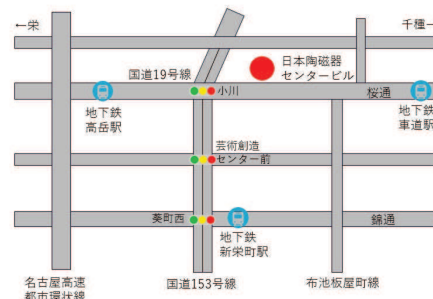 ←栄
千種→
日本陶磁器
センタービル
国道19号線
小川
桜通
地下鉄
高岳駅
地下鉄
車道駅
芸術創造
センター前
葵町西
錦通
地下鉄
新栄町駅
名古屋高速
都市環状線
国道153号線
布池板屋町線